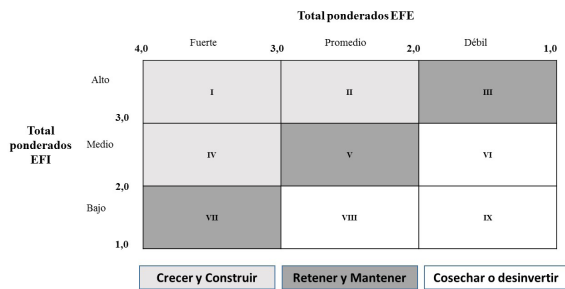 Total ponderados EFE
Fuerte Promedio Débil
4,0 3,0 2,0 1,0
Alto
I II III
3,0
Total
ponderados
EFI
Medio
IV V VI
2,0
Bajo
VII VIII IX
1,0
Crecer y Construir Retener y Mantener Cosechar o desinvertir